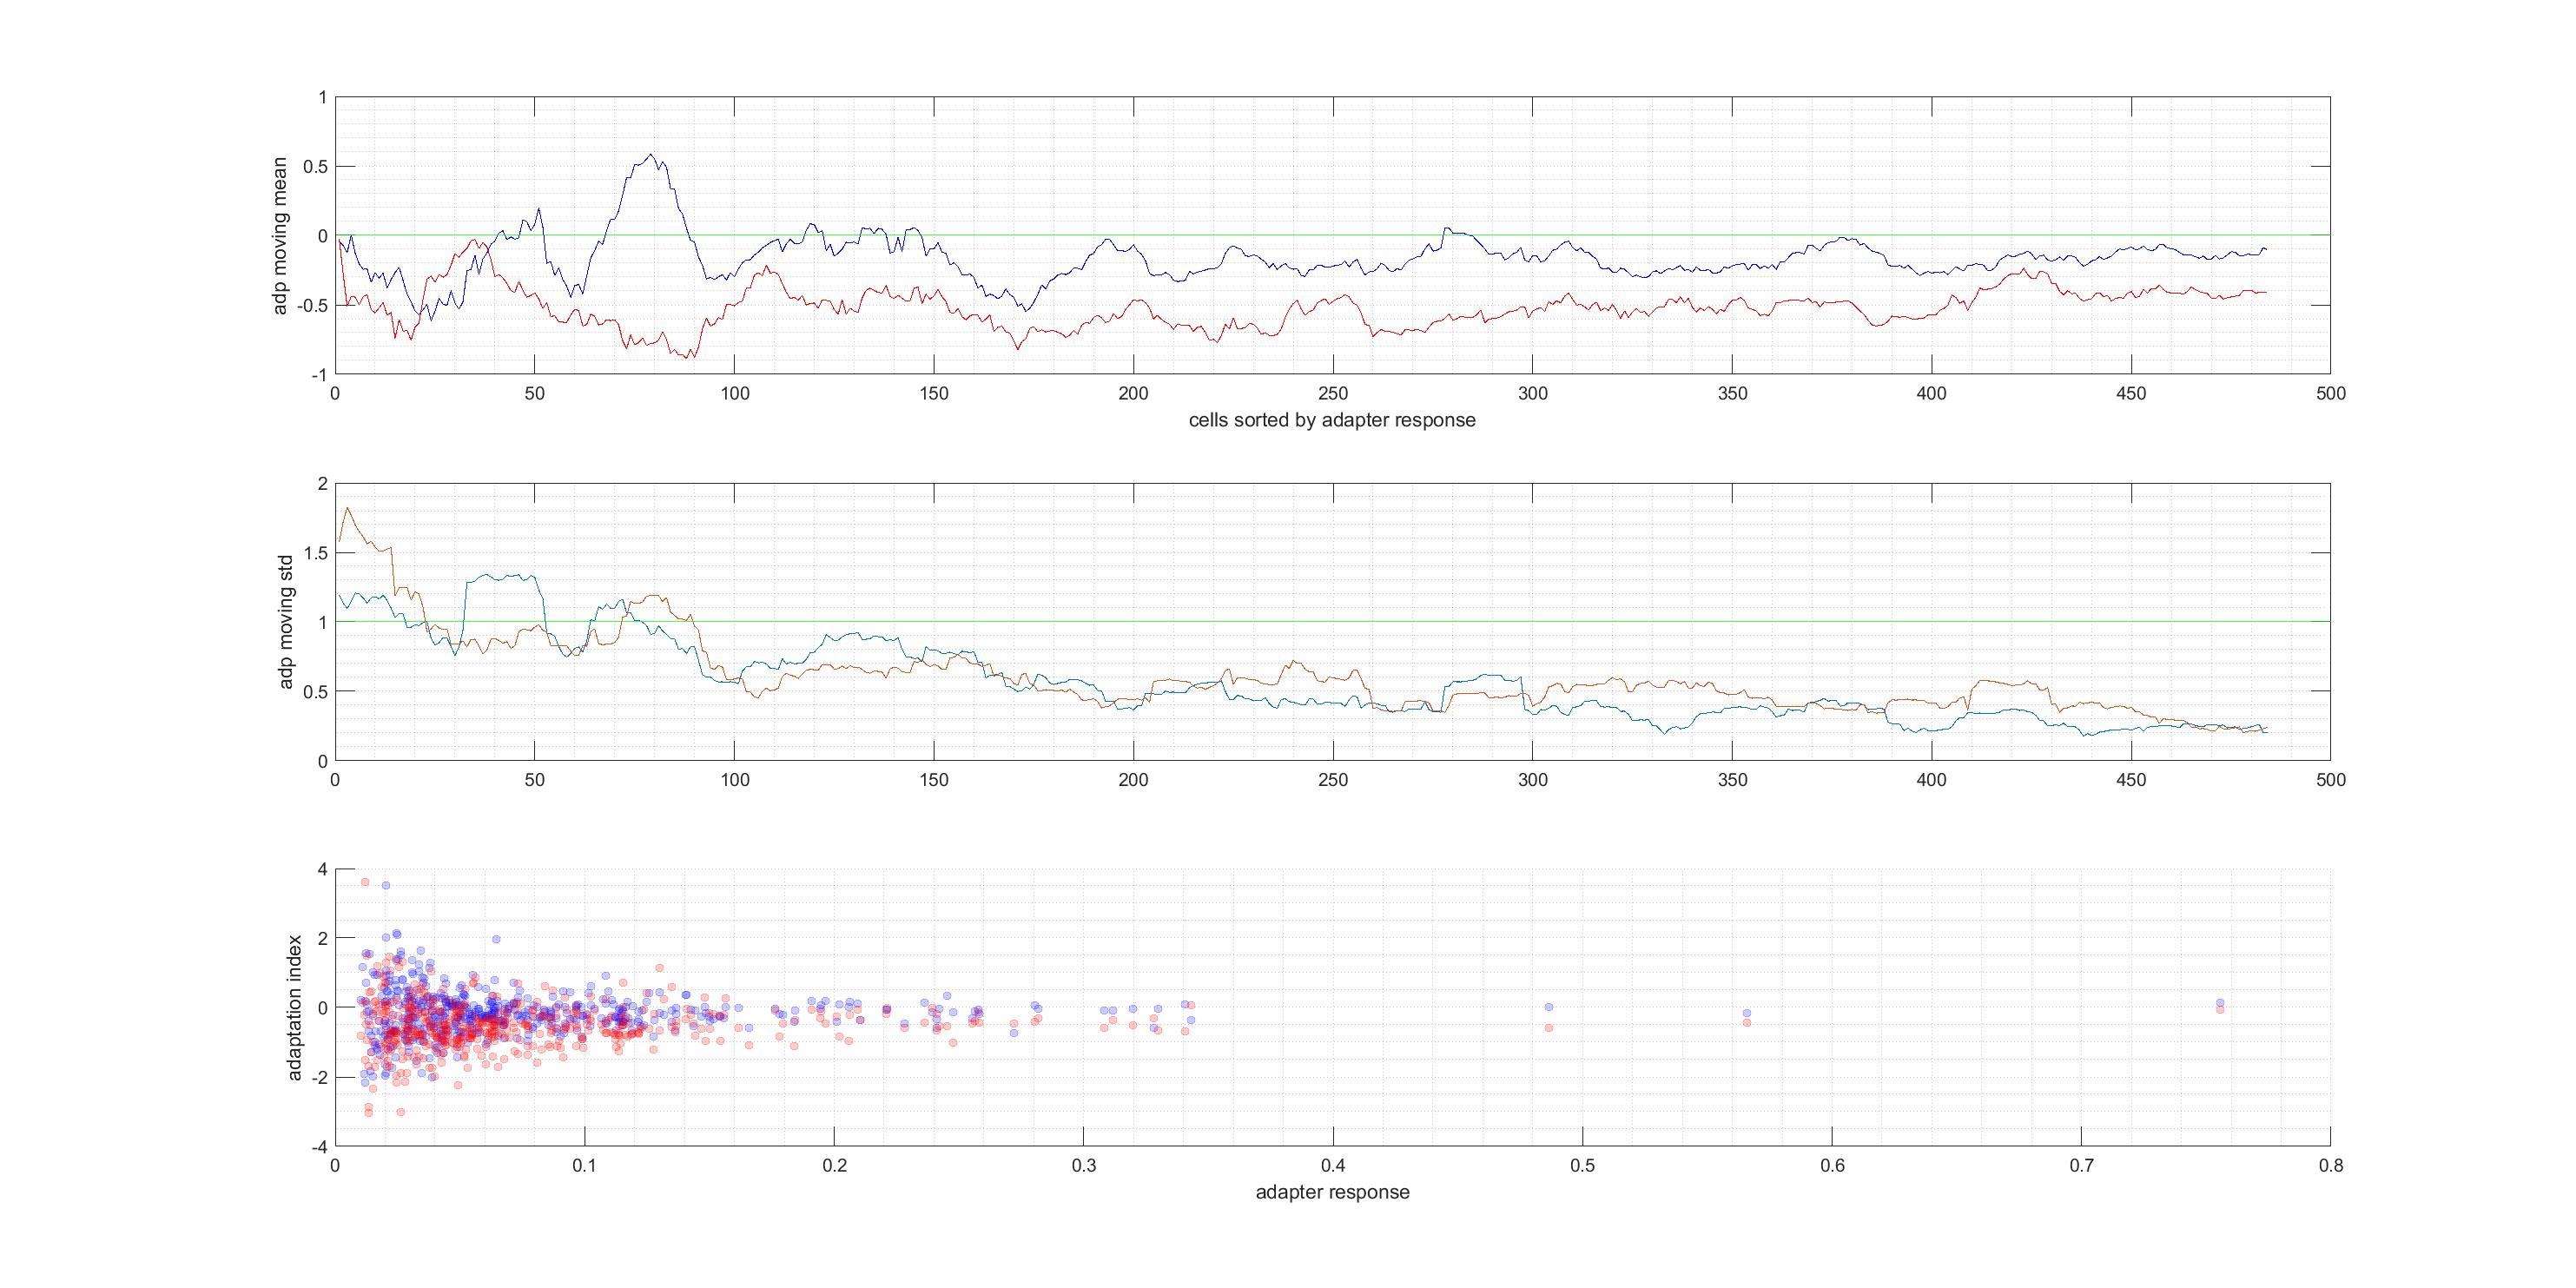 1
0.5
0
-0.5
-1
adp moving mean
0 50 100 150 200 250 300 350 400 450 500
cells sorted by adapter response
2
1.5
1
0.5
0
adp moving std
0 50 100 150 200 250 300 350 400 450 500
4
2
0
-2
-4
adaptation index
0 0.1 0.2 0.3 0.4 0.5 0.6 0.7 0.8
adapter response